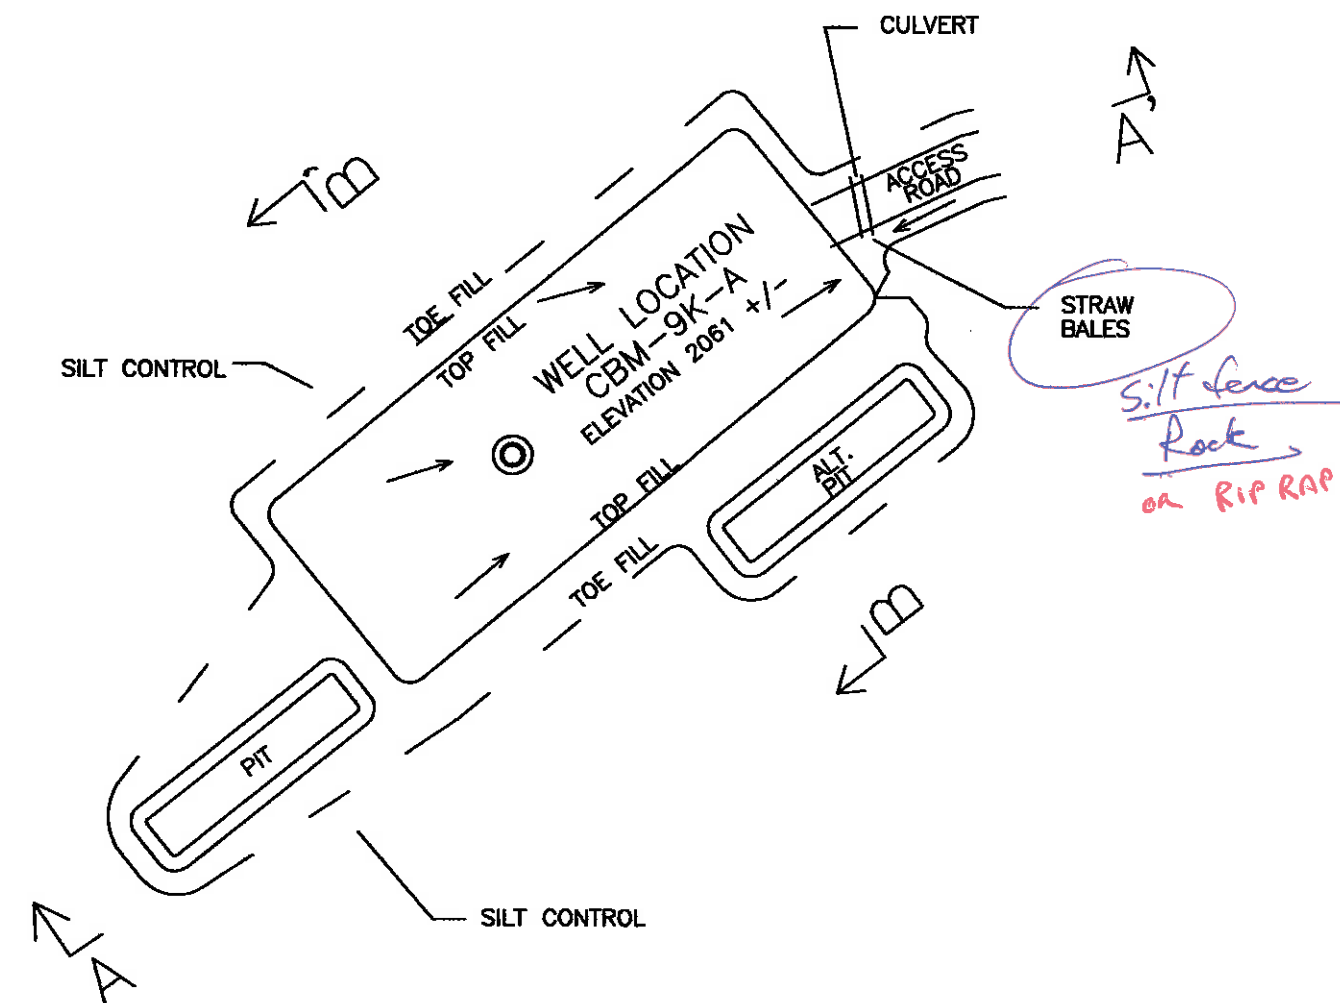 CULVERT
A'
B'
ACCESS
ROAD
WELL LOCATION
CBM-9K-A
ELEVATION 2061 +/-
TOE FILL
TOP FILL
STRAW
BALES
SILT CONTROL
Silt fence
Rock
or RIP RAP
ALT.
PIT
TOP FILL
TOE FILL
B
PIT
SILT CONTROL
A